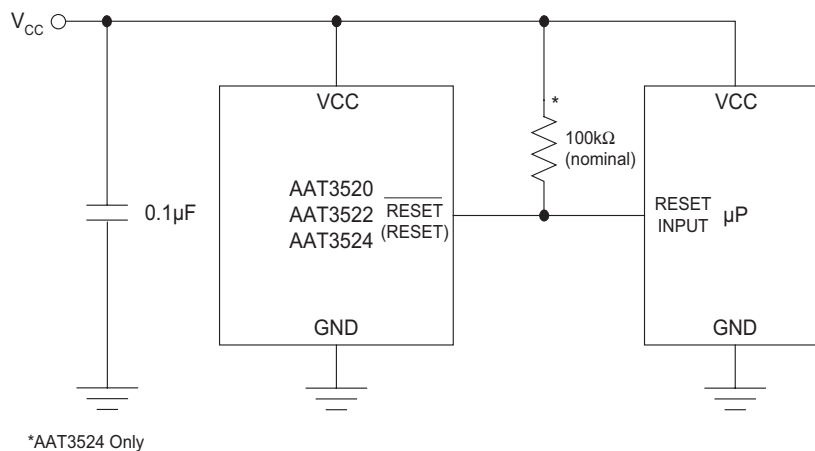 VCC
VCC
VCC
*
100kΩ
(nominal)
0.1µF
AAT3520
AAT3522
AAT3524
RESET
(RESET)
RESET
INPUT
µP
GND
GND
*AAT3524 Only